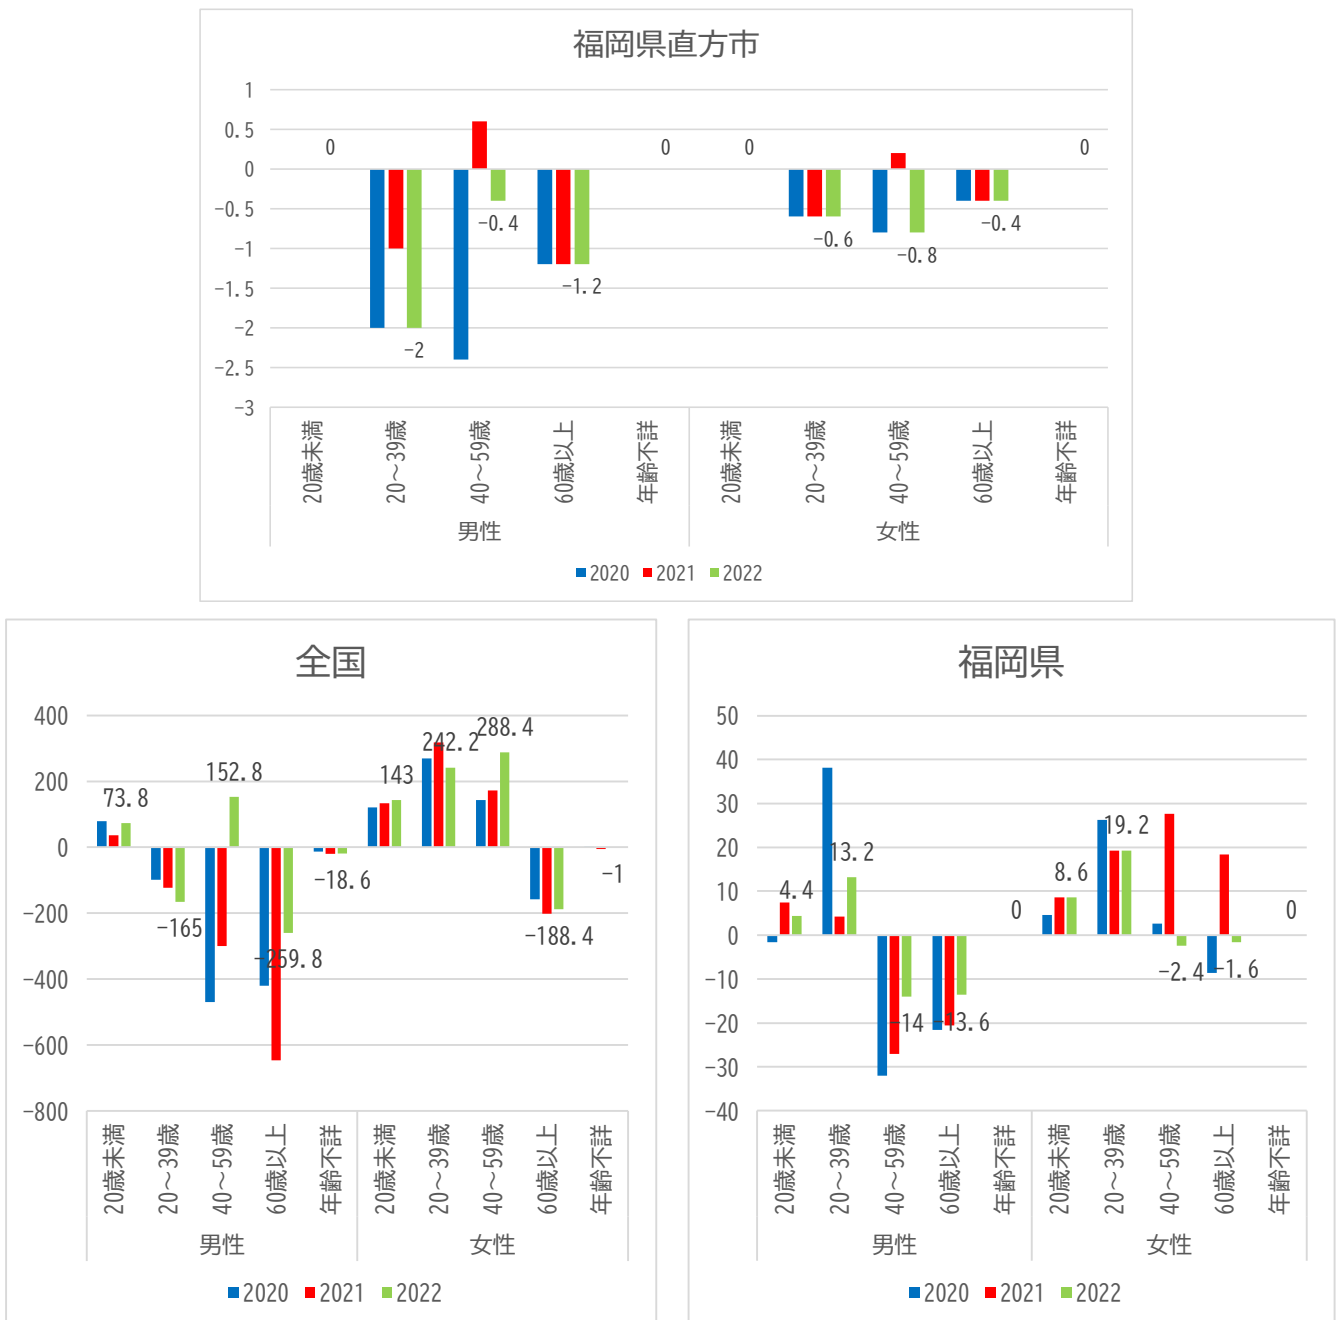 福岡県直方市
1
0.5
0
-0.5
-1
-1.5
-2
-2.5
-3
0
-2
-0.4
-1.2
0
0
-0.6
-0.8
-0.4
0
20歳未満
20～39歳
40～59歳
60歳以上
年齢不詳
20歳未満
20～39歳
40～59歳
60歳以上
年齢不詳
男性
女性
2020 2021 2022
全国
400
200
0
-200
-400
-600
-800
73.8
-165
152.8
-259.8
-18.6
143
242.2
288.4
-188.4
-1
20歳未満
20～39歳
40～59歳
60歳以上
年齢不詳
20歳未満
20～39歳
40～59歳
60歳以上
年齢不詳
男性
女性
2020 2021 2022
福岡県
50
40
30
20
10
0
-10
-20
-30
-40
4.4
13.2
-14
-13.6
0
8.6
19.2
-2.4
-1.6
0
20歳未満
20～39歳
40～59歳
60歳以上
年齢不詳
20歳未満
20～39歳
40～59歳
60歳以上
年齢不詳
男性
女性
2020 2021 2022